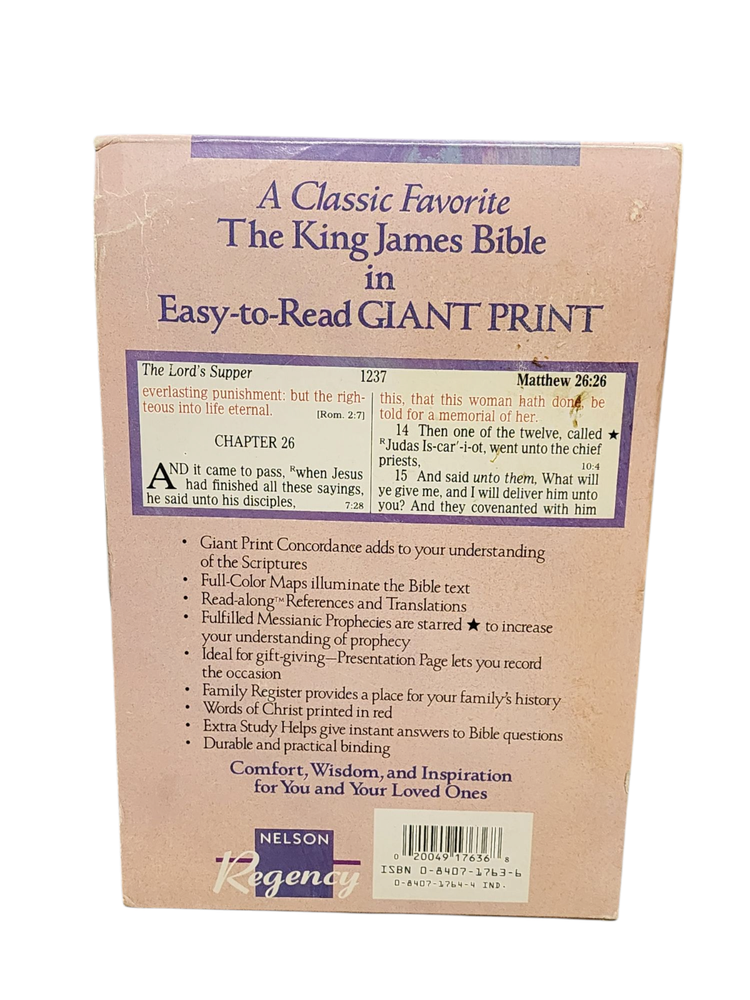 A Classic Favorite
The King James Bible
in
Easy-to-Read GIANT PRINT
The Lord's Supper 1237 Matthew 26:26
everlasting punishment: but the righ-
teous into life eternal. [Rom. 2:7]
CHAPTER 26
AND it came to pass, ᴿwhen Jesus
had finished all these sayings,
he said unto his disciples, 7:28
this, that this woman hath done, be
told for a memorial of her.
14 Then one of the twelve, called ★
ᴿJudas Is-car'-i-ot, went unto the chief
priests, 10:4
15 And said unto them, What will
ye give me, and I will deliver him unto
you? And they covenanted with him
• Giant Print Concordance adds to your understanding
of the Scriptures
• Full-Color Maps illuminate the Bible text
• Read-along™ References and Translations
• Fulfilled Messianic Prophecies are starred ★ to increase
your understanding of prophecy
• Ideal for gift-giving—Presentation Page lets you record
the occasion
• Family Register provides a place for your family's history
• Words of Christ printed in red
• Extra Study Helps give instant answers to Bible questions
• Durable and practical binding
Comfort, Wisdom, and Inspiration
for You and Your Loved Ones
NELSON
Regency
0 20049 17636 8
ISBN 0-8407-1763-6
0-8407-1764-4 IND.